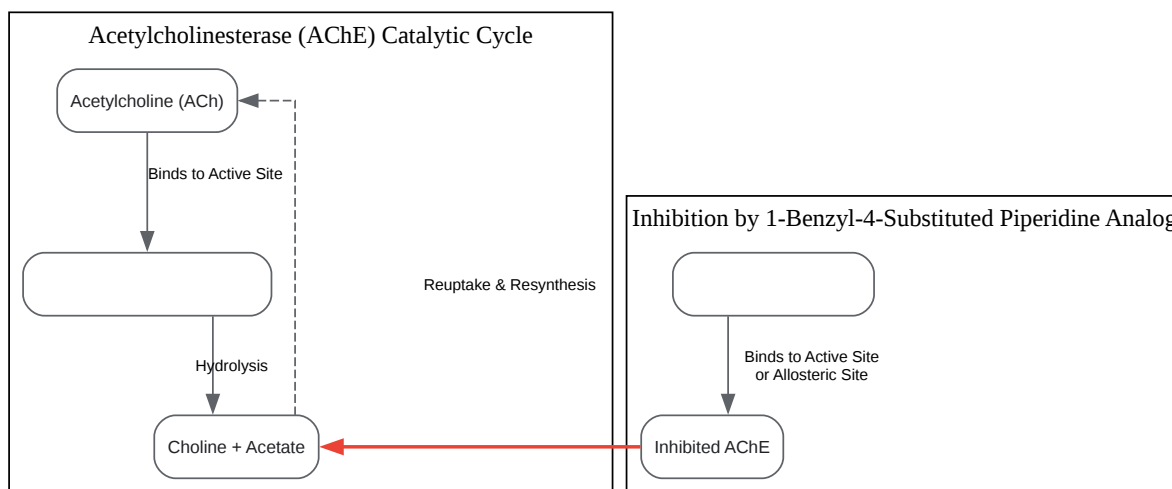 Acetylcholinesterase (AChE) Catalytic Cycle
Acetylcholine (ACh)
Binds to Active Site
Reuptake & Resynthesis
Hydrolysis
Choline + Acetate
Inhibition by 1-Benzyl-4-Substituted Piperidine Analog
Binds to Active Site
or Allosteric Site
Inhibited AChE